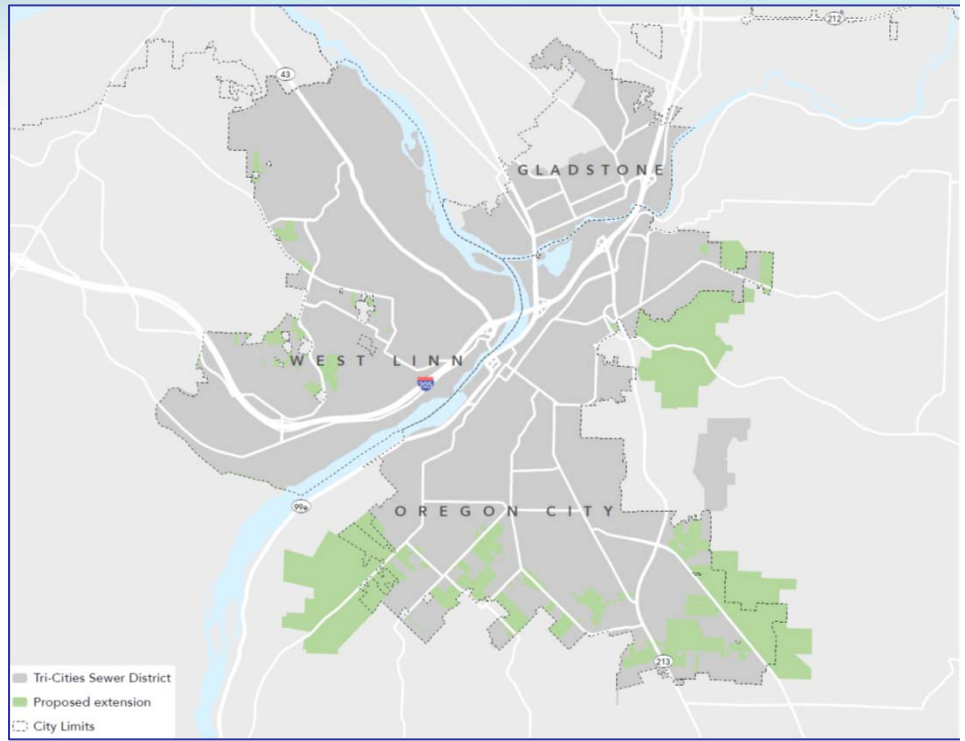 212
43
GLADSTONE
WEST LINN
205
OREGON CITY
99E
213
Tri-Cities Sewer District
Proposed extension
City Limits